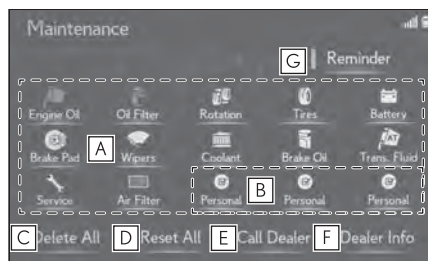 Maintenance
G Reminder
Engine Oil Oil Filter Rotation Tires Battery
Brake Pad A Wipers Coolant Brake Oil Trans. Fluid
AT
Service Air Filter Personal B Personal Personal
C Delete All D Reset All E Call Dealer F Dealer Info